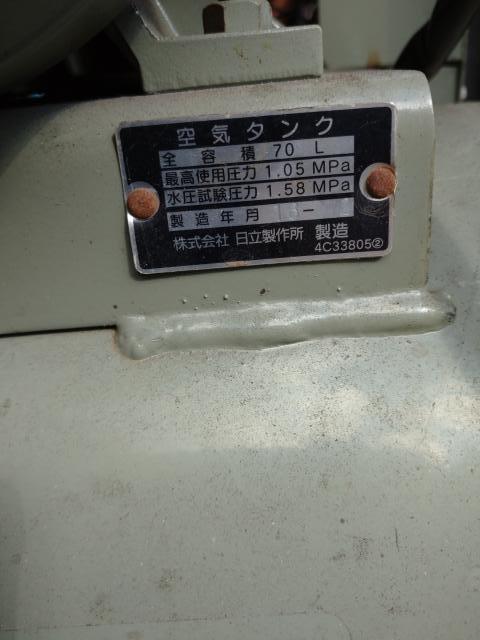 空気タンク
全容積 70 L
最高使用圧力 1.05 MPa
水圧試験圧力 1.58 MPa
製造年月 －
株式会社 日立製作所 製造
4C33805②